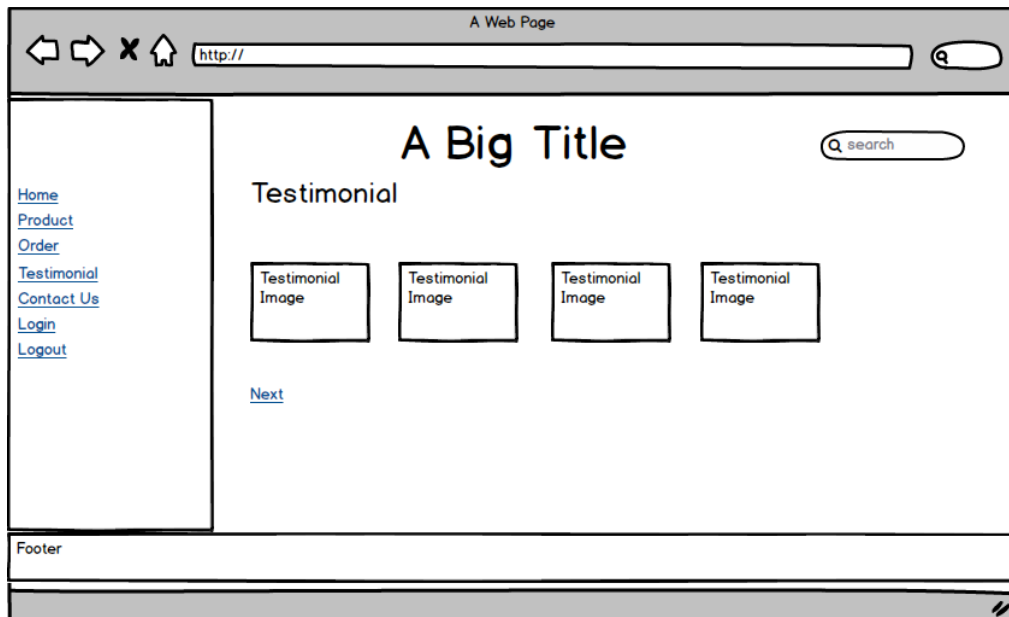 A Web Page
http://
A Big Title
search
Home
Product
Order
Testimonial
Contact Us
Login
Logout
Testimonial
Testimonial
Image
Testimonial
Image
Testimonial
Image
Testimonial
Image
Next
Footer